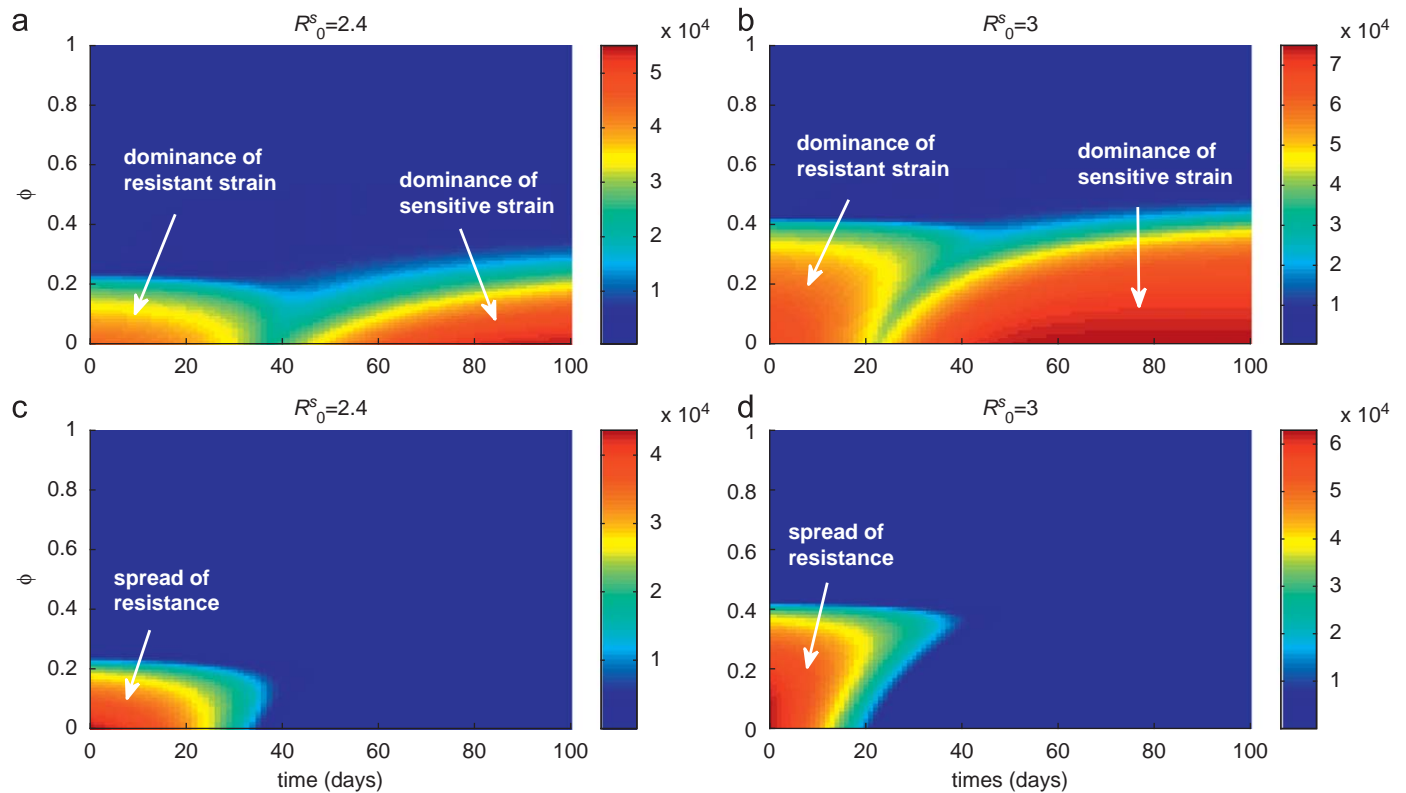 a
R^s_0=2.4
x 10^4
1
0.8
0.6
0.4
0.2
0
ϕ
dominance of
resistant strain
dominance of
sensitive strain
0
20
40
60
80
100
5
4
3
2
1
b
R^s_0=3
x 10^4
1
0.8
0.6
0.4
0.2
0
dominance of
resistant strain
dominance of
sensitive strain
0
20
40
60
80
100
7
6
5
4
3
2
1
c
R^s_0=2.4
x 10^4
1
0.8
0.6
0.4
0.2
0
ϕ
spread of
resistance
0
20
40
60
80
100
time (days)
4
3
2
1
d
R^s_0=3
x 10^4
1
0.8
0.6
0.4
0.2
0
spread of
resistance
0
20
40
60
80
100
times (days)
6
5
4
3
2
1